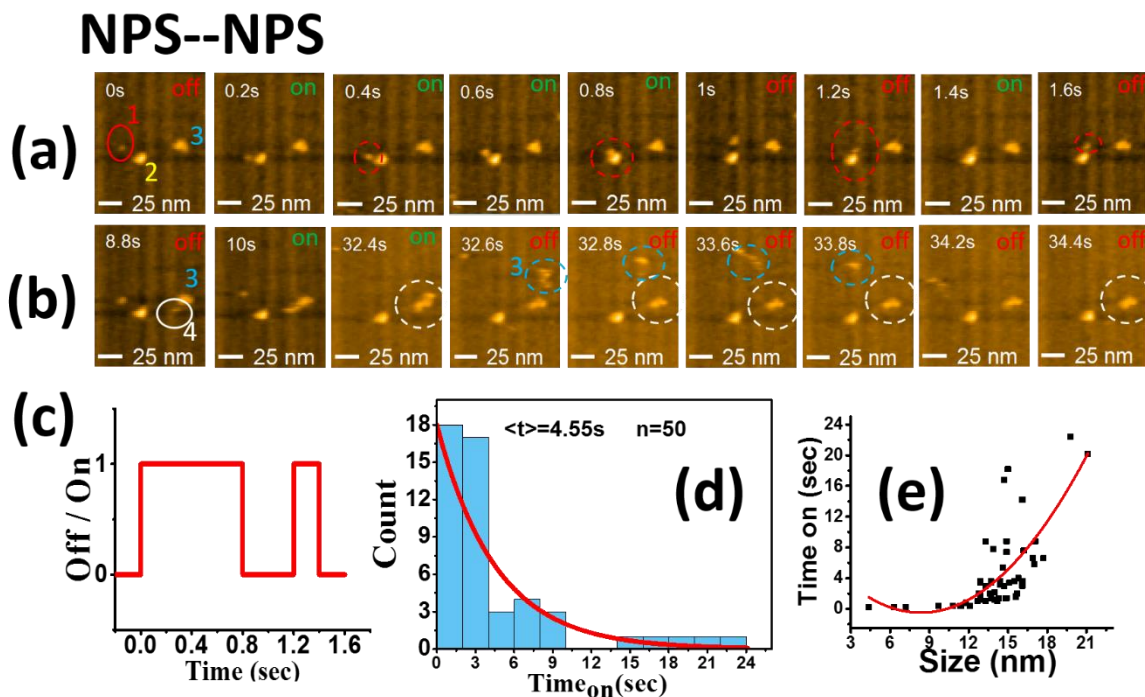 NPS--NPS
(a)
0s off 1 2 3 25 nm
0.2s on 25 nm
0.4s on 25 nm
0.6s on 25 nm
0.8s on 25 nm
1s off 25 nm
1.2s off 25 nm
1.4s on 25 nm
1.6s off 25 nm
(b)
8.8s off 3 4 25 nm
10s on 25 nm
32.4s on 25 nm
32.6s off 3 25 nm
32.8s off 25 nm
33.6s off 25 nm
33.8s off 25 nm
34.2s off 25 nm
34.4s off 25 nm
(c)
Off / On
1
0
0.0 0.4 0.8 1.2 1.6
Time (sec)
(d)
<t>=4.55s n=50
Count
18
15
12
9
6
3
0
0 3 6 9 12 15 18 21 24
Timeon(sec)
(e)
Time on (sec)
24
20
16
12
8
4
0
3 6 9 12 15 18 21
Size (nm)